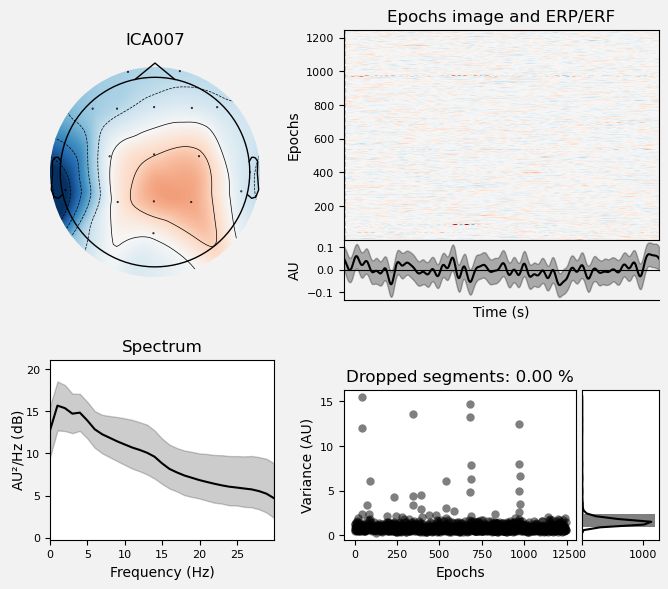 ICA007
Epochs image and ERP/ERF
Epochs
1200
1000
800
600
400
200
AU
0.1
0.0
−0.1
Time (s)
Spectrum
AU²/Hz (dB)
20
15
10
5
0
0 5 10 15 20 25
Frequency (Hz)
Dropped segments: 0.00 %
Variance (AU)
15
10
5
0
0 250 500 750 1000 1250
Epochs
0 1000